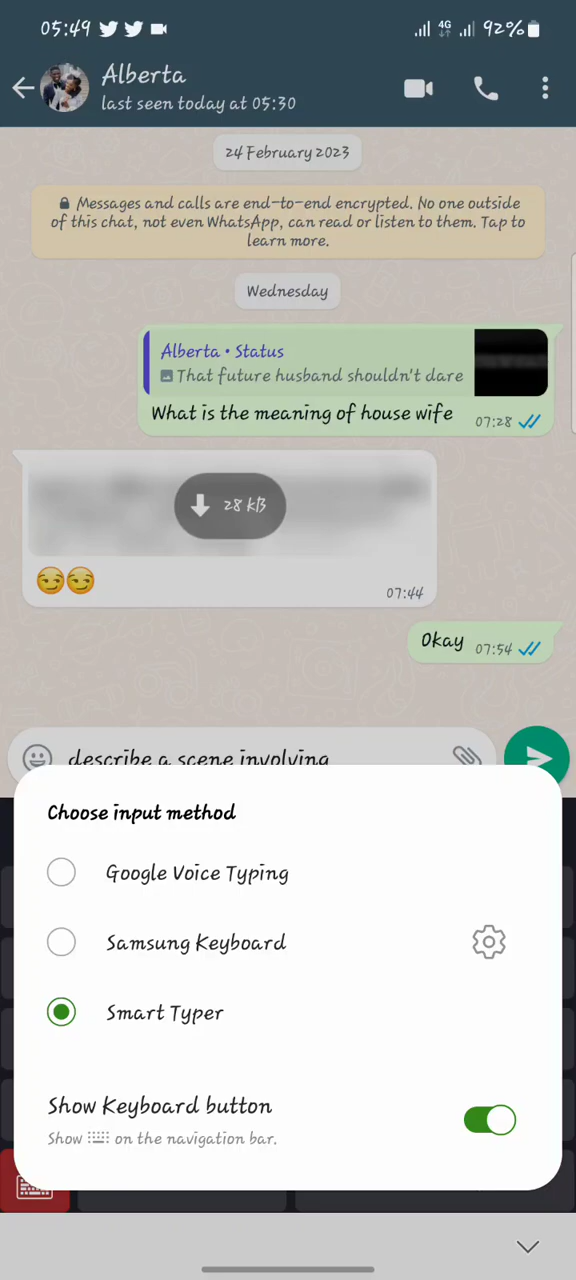 05:49 4G 92%
Alberta
last seen today at 05:30
24 February 2023
Messages and calls are end-to-end encrypted. No one outside
of this chat, not even WhatsApp, can read or listen to them. Tap to
learn more.
Wednesday
Alberta • Status
That future husband shouldn't dare
What is the meaning of house wife
07:28
28 kB
😏😏
07:44
Okay 07:54
describe a scene involving
Choose input method
Google Voice Typing
Samsung Keyboard
Smart Typer
Show Keyboard button
Show on the navigation bar.